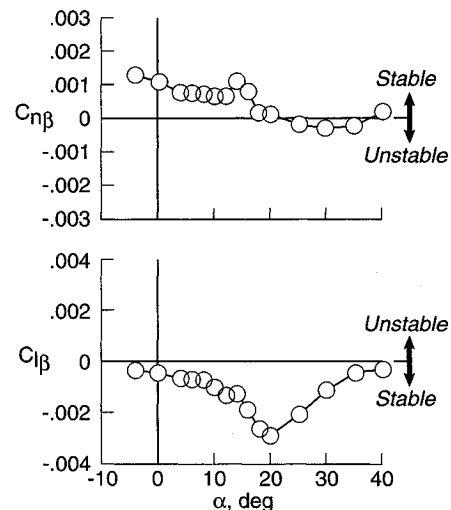 .003
.002
.001
Cnβ 0
-.001
-.002
-.003
Stable
Unstable
.004
.002
Clβ 0
-.002
-.004
Unstable
Stable
-10 0 10 20 30 40
α, deg